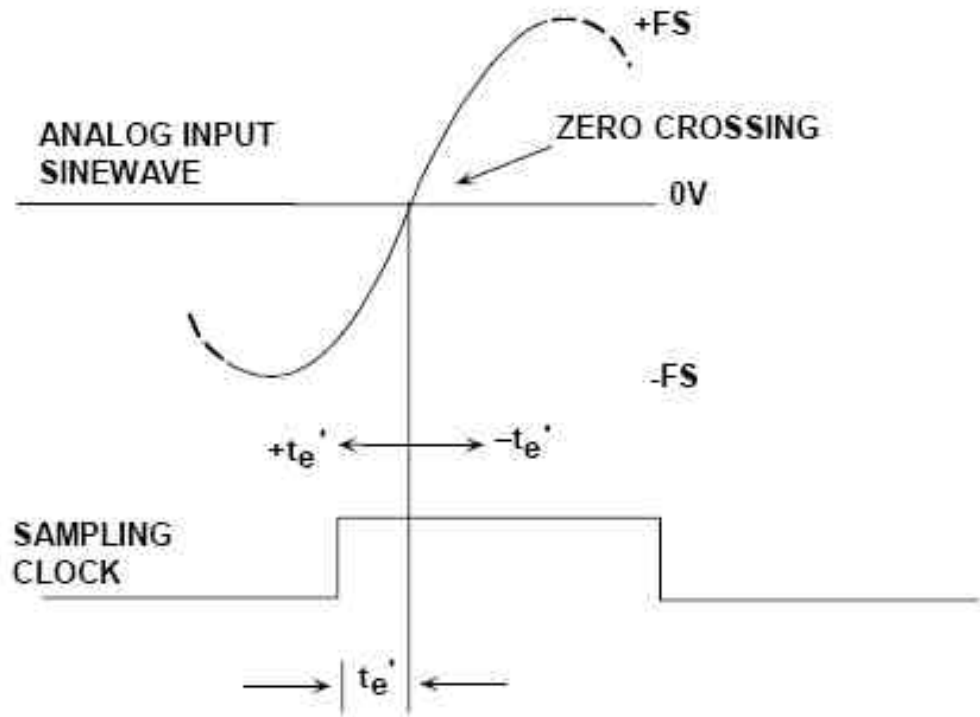 +FS
ANALOG INPUT
SINEWAVE
ZERO CROSSING
0V
-FS
+te'
–te'
SAMPLING
CLOCK
te'